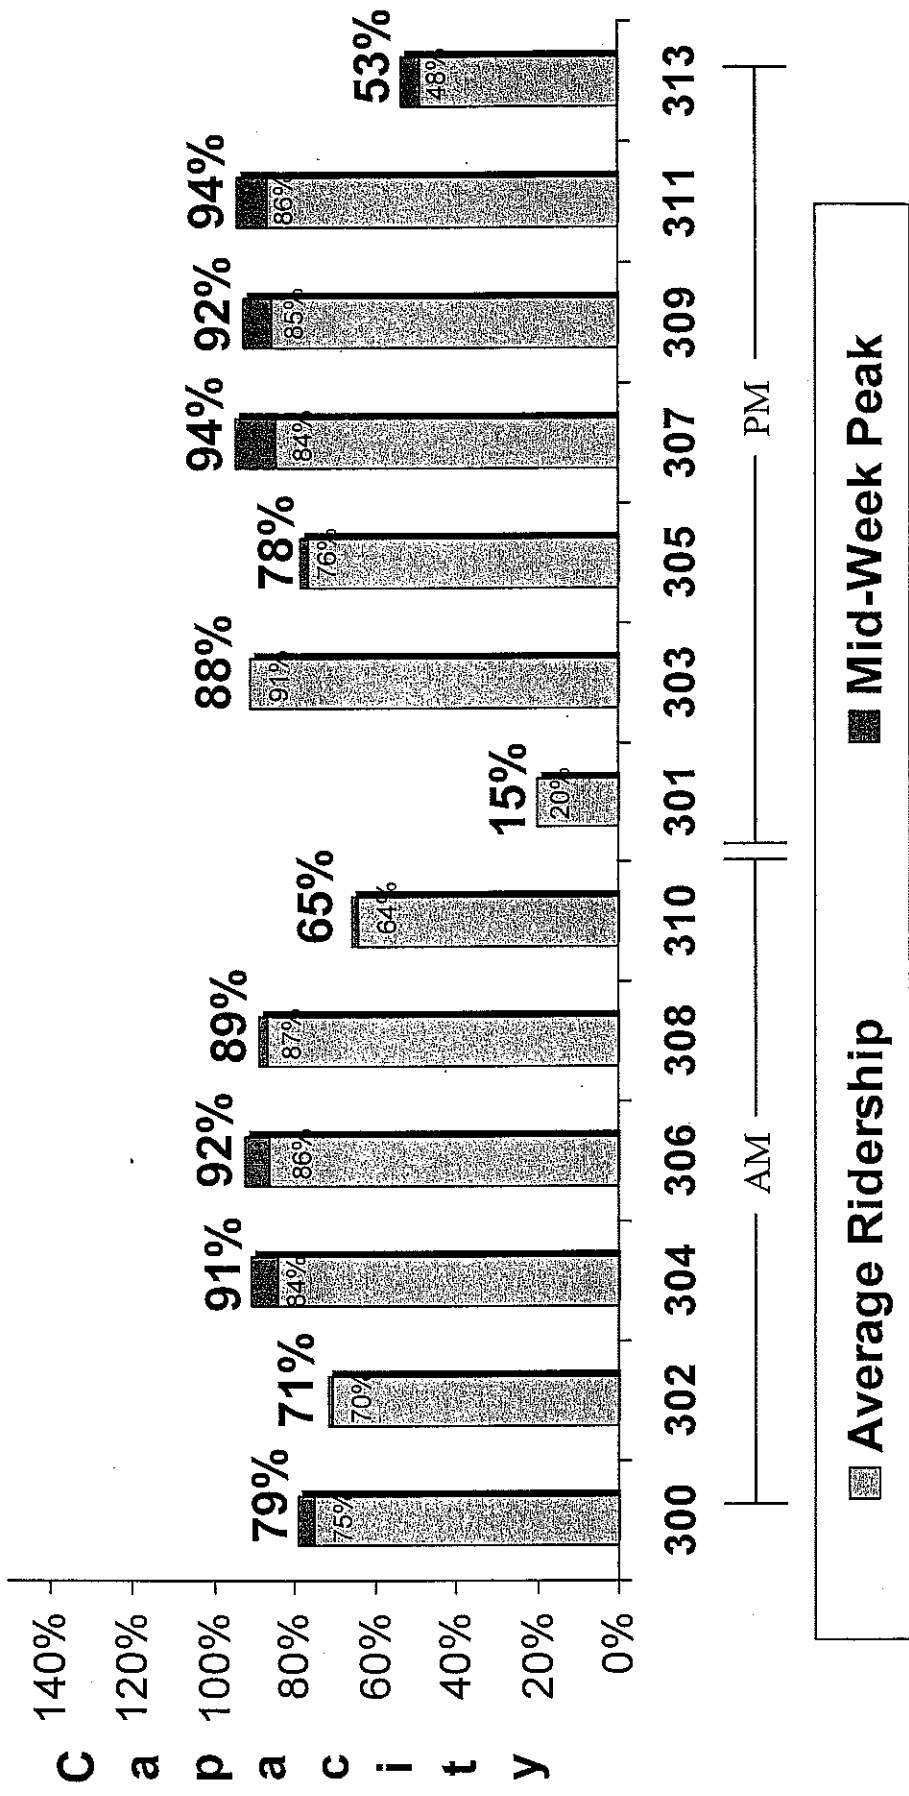 Capacity
140%
120%
100%
80%
60%
40%
20%
0%
79% 71% 91% 92% 89% 65% 15% 88% 78% 94% 92% 94% 53%
75% 70% 84% 86% 87% 64% 20% 91% 76% 84% 85% 86% 48%
300 302 304 306 308 310 301 303 305 307 309 311 313
AM PM
Average Ridership Mid-Week Peak